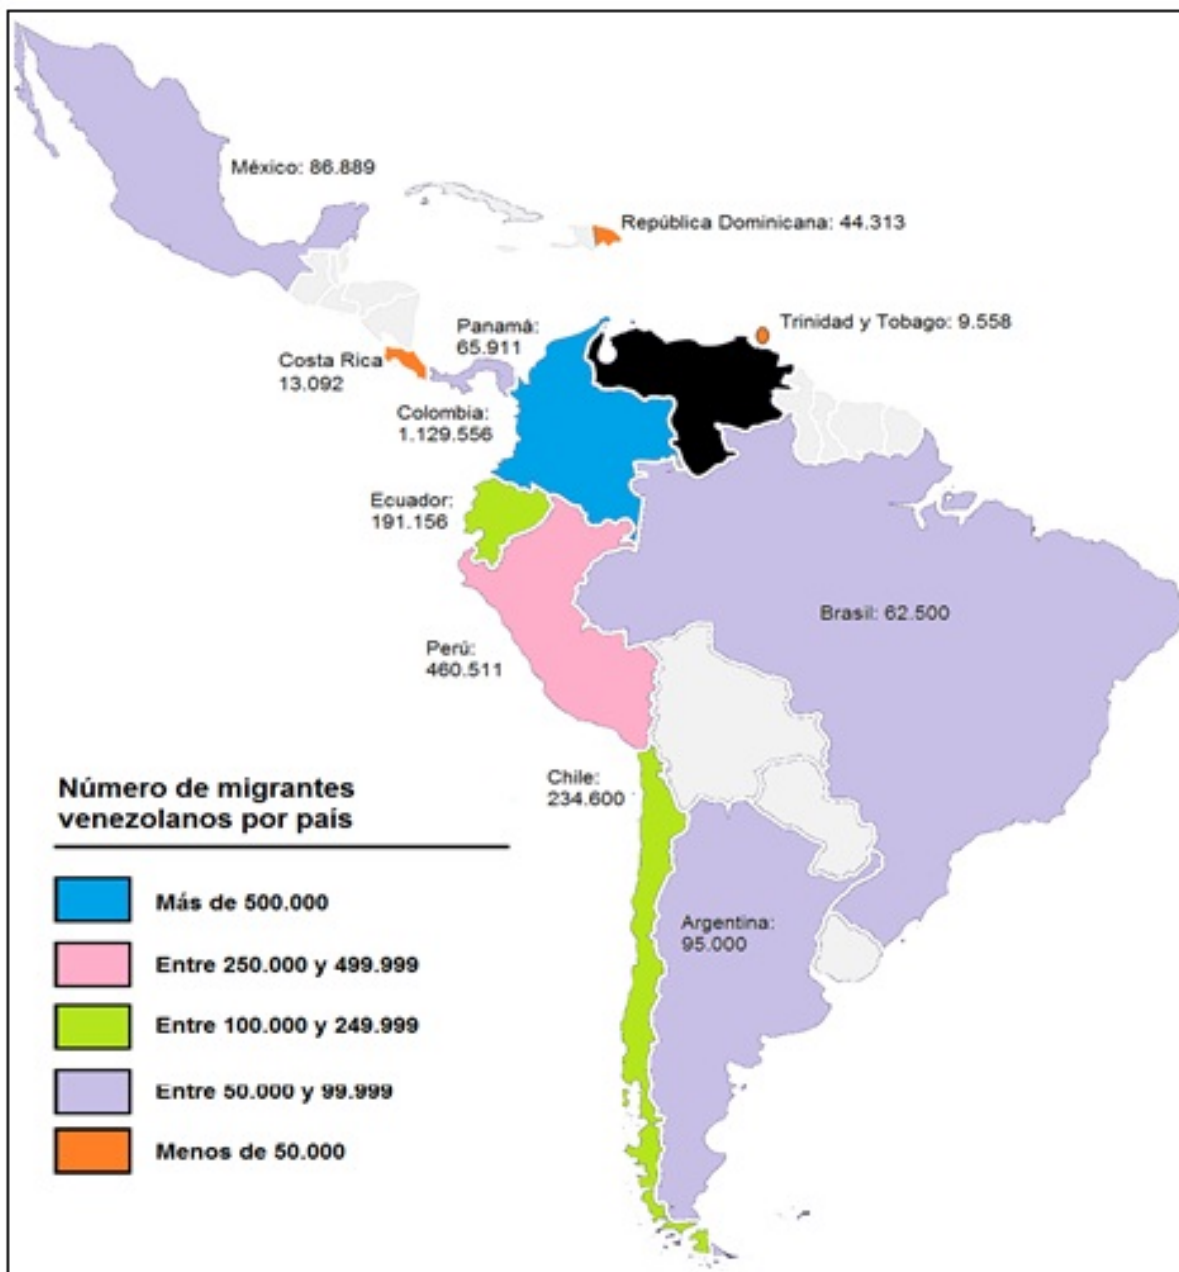 México: 86.889
República Dominicana: 44.313
Trinidad y Tobago: 9.558
Panamá:
65.911
Costa Rica
13.092
Colombia:
1.129.556
Ecuador:
191.156
Brasil: 62.500
Perú:
460.511
Chile:
234.600
Argentina:
95.000
Número de migrantes
venezolanos por país
Más de 500.000
Entre 250.000 y 499.999
Entre 100.000 y 249.999
Entre 50.000 y 99.999
Menos de 50.000